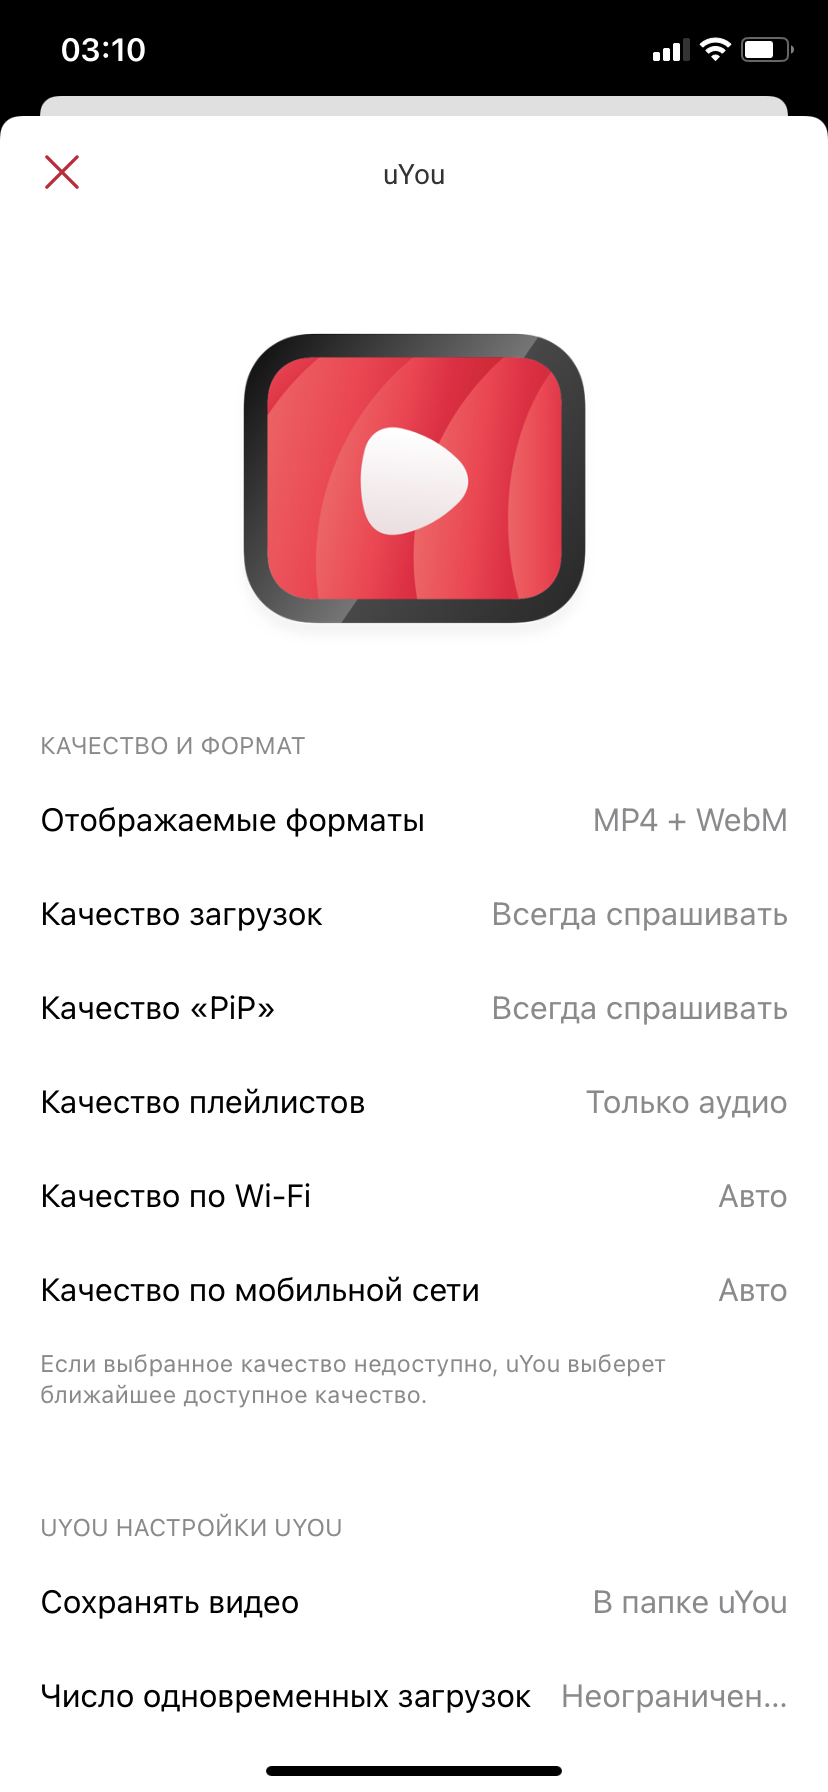 03:10
uYou
КАЧЕСТВО И ФОРМАТ
Отображаемые форматы MP4 + WebM
Качество загрузок Всегда спрашивать
Качество «PiP» Всегда спрашивать
Качество плейлистов Только аудио
Качество по Wi-Fi Авто
Качество по мобильной сети Авто
Если выбранное качество недоступно, uYou выберет
ближайшее доступное качество.
UYOU НАСТРОЙКИ UYOU
Сохранять видео В папке uYou
Число одновременных загрузок Неограничен...